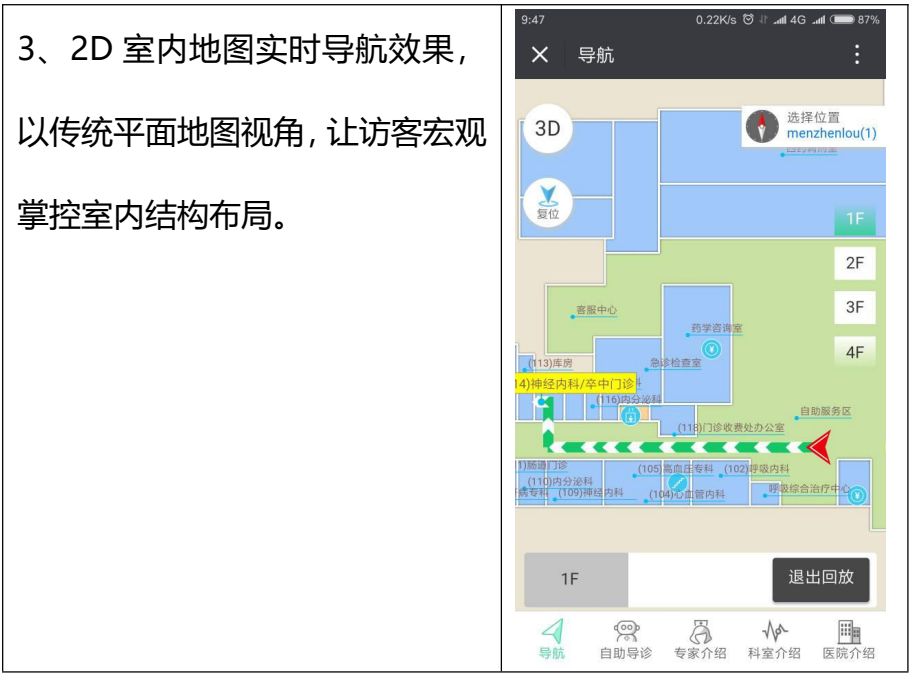 3、2D 室内地图实时导航效果，
以传统平面地图视角，让访客宏观
掌控室内结构布局。
9:47
0.22K/s
4G
87%
导航
3D
选择位置
menzhenlou(1)
复位
1F
2F
3F
4F
客服中心
药学咨询室
(113)库房
急诊检查室
14)神经内科/卒中门诊
(116)内分泌科
自助服务区
(118)门诊收费处办公室
1)肠道门诊
(105)高血压专科
(102)呼吸内科
(110)内分泌科
病专科
(109)神经内科
(104)心血管内科
呼吸综合治疗中心
1F
退出回放
导航
自助导诊
专家介绍
科室介绍
医院介绍